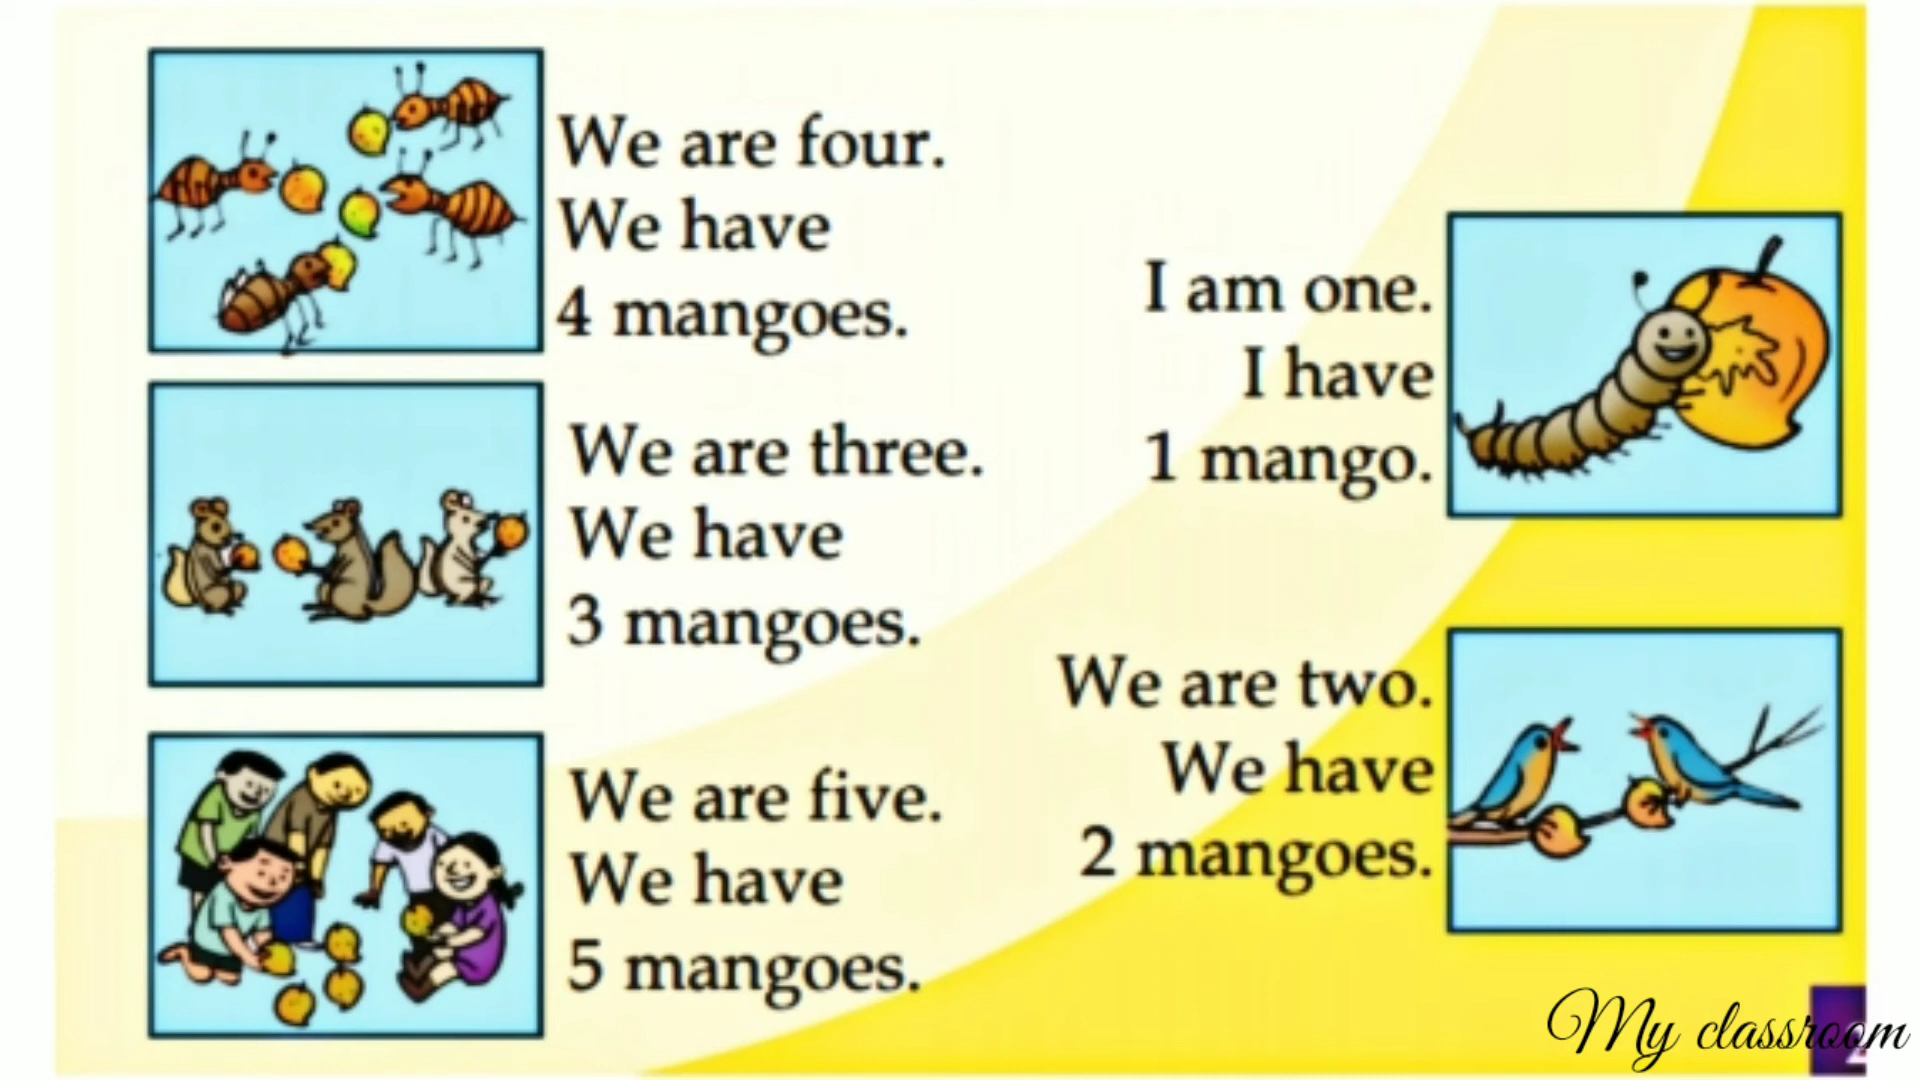 We are four.
We have
4 mangoes.
We are three.
We have
3 mangoes.
We are five.
We have
5 mangoes.
I am one.
I have
1 mango.
We are two.
We have
2 mangoes.
My classroom